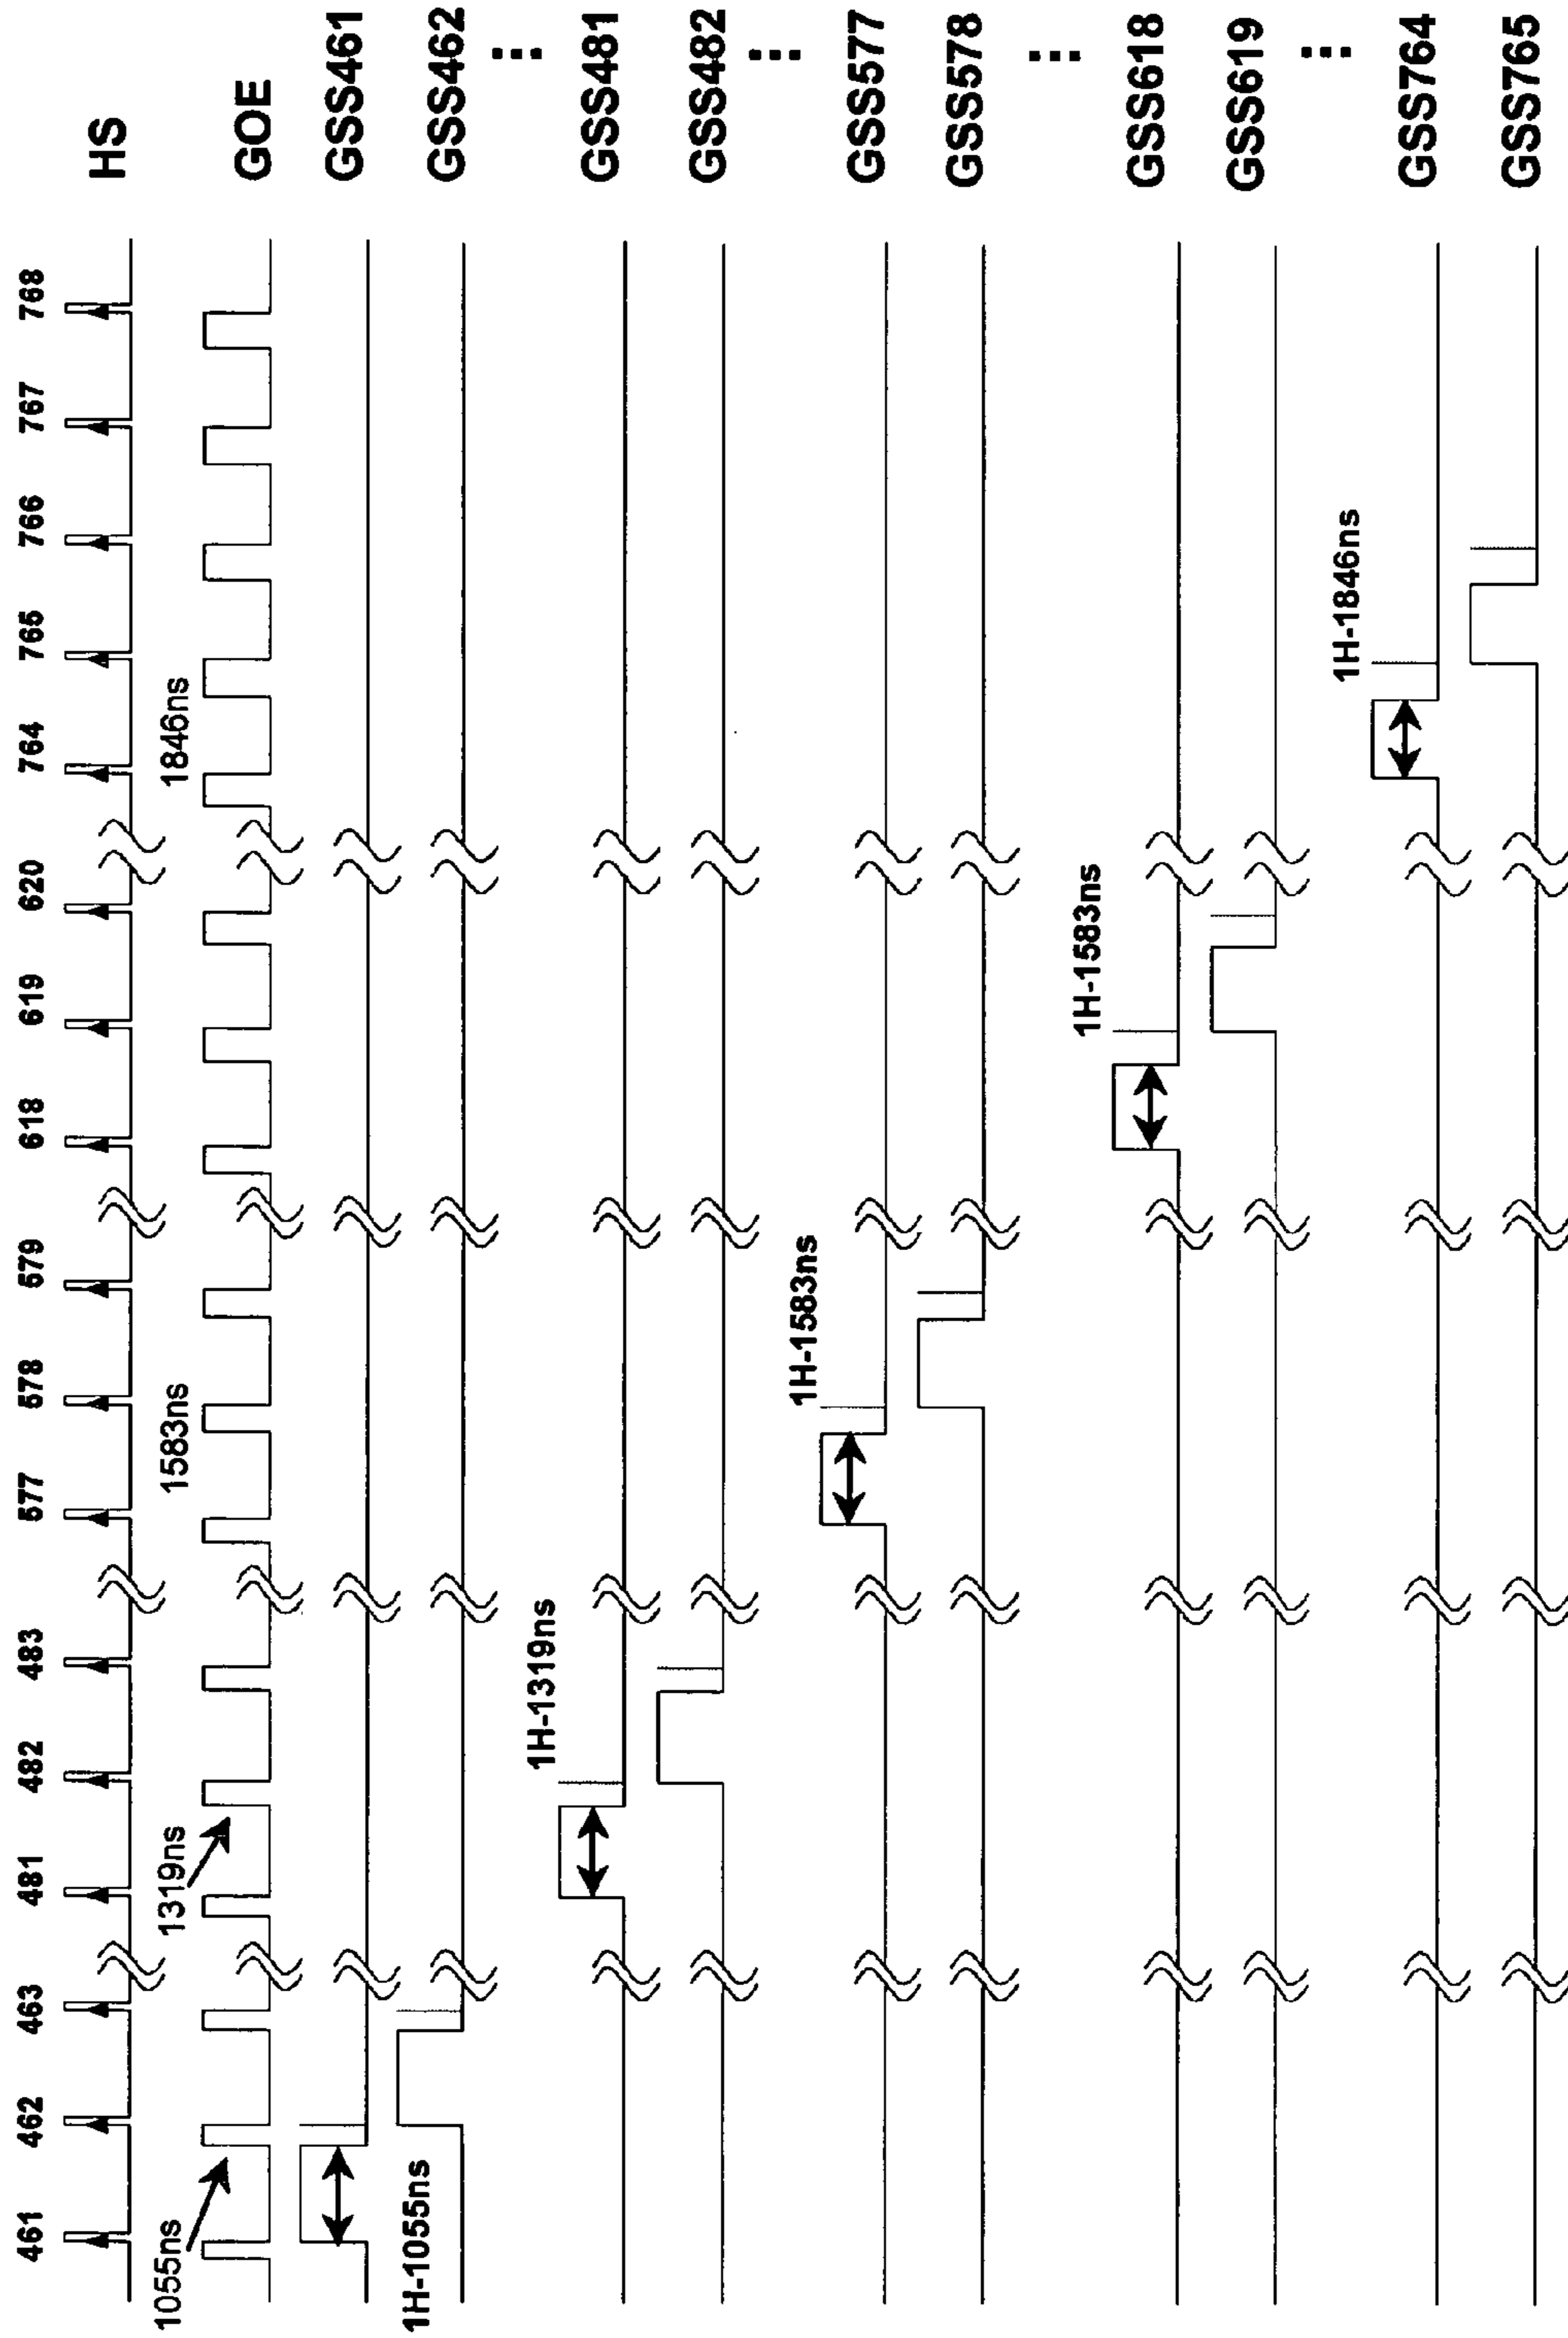 461 462 463 481 482 483 577 578 579 618 619 620 764 765 766 767 768
HS
1055ns 1319ns 1583ns 1846ns
GOE
GSS461
1H-1055ns
GSS462
⋮
1H-1319ns
GSS481
GSS482
⋮
1H-1583ns
GSS577
GSS578
⋮
1H-1583ns
GSS618
GSS619
⋮
1H-1846ns
GSS764
GSS765